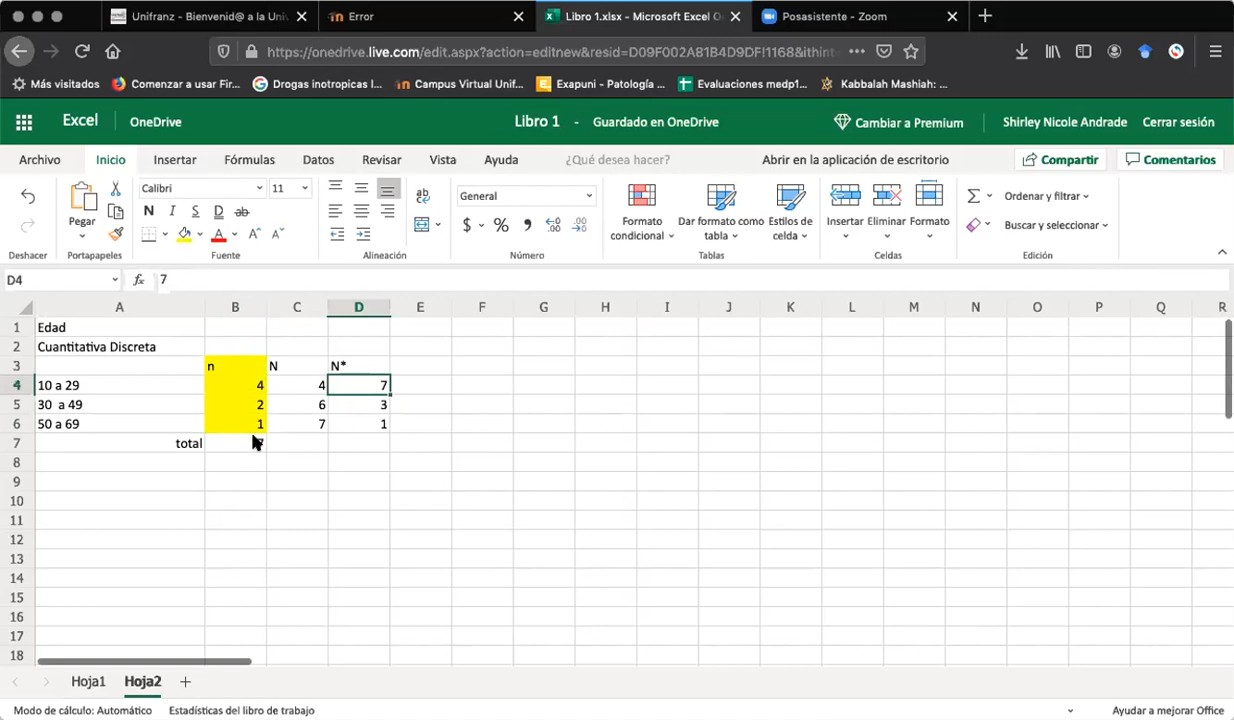 Unifranz - Bienvenid@ a la Uni
Error
Libro 1.xlsx - Microsoft Excel O
Posasistente - Zoom
https://onedrive.live.com/edit.aspx?action=editnew&resid=D09F002A81B4D9DF!1168&ithint
Más visitados
Comenzar a usar Fir...
Drogas inotropicas I...
Campus Virtual Unif...
Exapuni - Patología ...
Evaluaciones medp1...
Kabbalah Mashiah: ...
Excel
OneDrive
Libro 1 - Guardado en OneDrive
Cambiar a Premium
Shirley Nicole Andrade
Cerrar sesión
Archivo Inicio Insertar Fórmulas Datos Revisar Vista Ayuda ¿Qué desea hacer? Abrir en la aplicación de escritorio Compartir Comentarios
Pegar
Calibri 11
N I S D ab
ab
General
$ % ,
Formato condicional
Dar formato como tabla
Estilos de celda
Insertar Eliminar Formato
Ordenar y filtrar
Buscar y seleccionar
Deshacer Portapapeles Fuente Alineación Número Tablas Celdas Edición
D4 fx 7
A B C D E F G H I J K L M N O P Q R
1 Edad
2 Cuantitativa Discreta
3 n N N*
4 10 a 29 4 4 7
5 30 a 49 2 6 3
6 50 a 69 1 7 1
7 total
8
9
10
11
12
13
14
15
16
17
18
Hoja1 Hoja2
Modo de cálculo: Automático Estadísticas del libro de trabajo Ayudar a mejorar Office